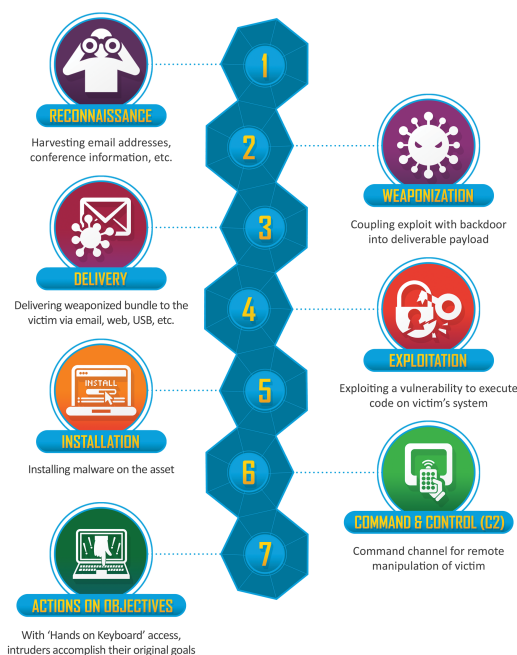 1
RECONNAISSANCE
Harvesting email addresses,
conference information, etc.
2
WEAPONIZATION
Coupling exploit with backdoor
into deliverable payload
3
DELIVERY
Delivering weaponized bundle to the
victim via email, web, USB, etc.
4
EXPLOITATION
Exploiting a vulnerability to execute
code on victim's system
5
INSTALL
INSTALLATION
Installing malware on the asset
6
COMMAND & CONTROL (C2)
Command channel for remote
manipulation of victim
7
ACTIONS ON OBJECTIVES
With 'Hands on Keyboard' access,
intruders accomplish their original goals